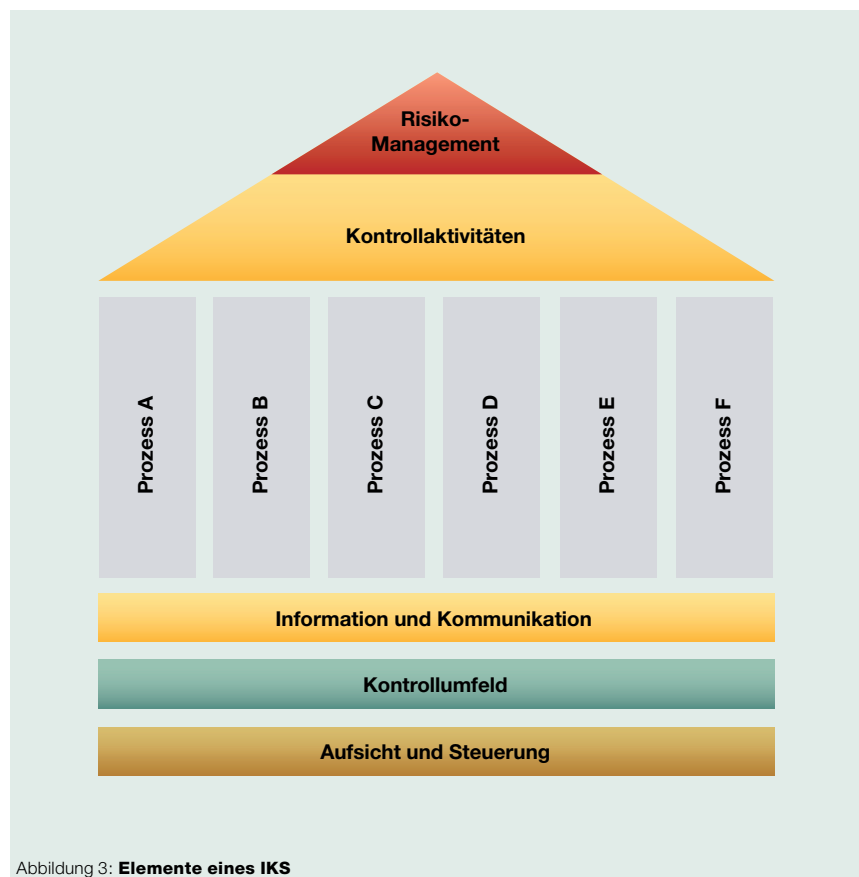 Risiko-
Management
Kontrollaktivitäten
Prozess A
Prozess B
Prozess C
Prozess D
Prozess E
Prozess F
Information und Kommunikation
Kontrollumfeld
Aufsicht und Steuerung
Abbildung 3: Elemente eines IKS